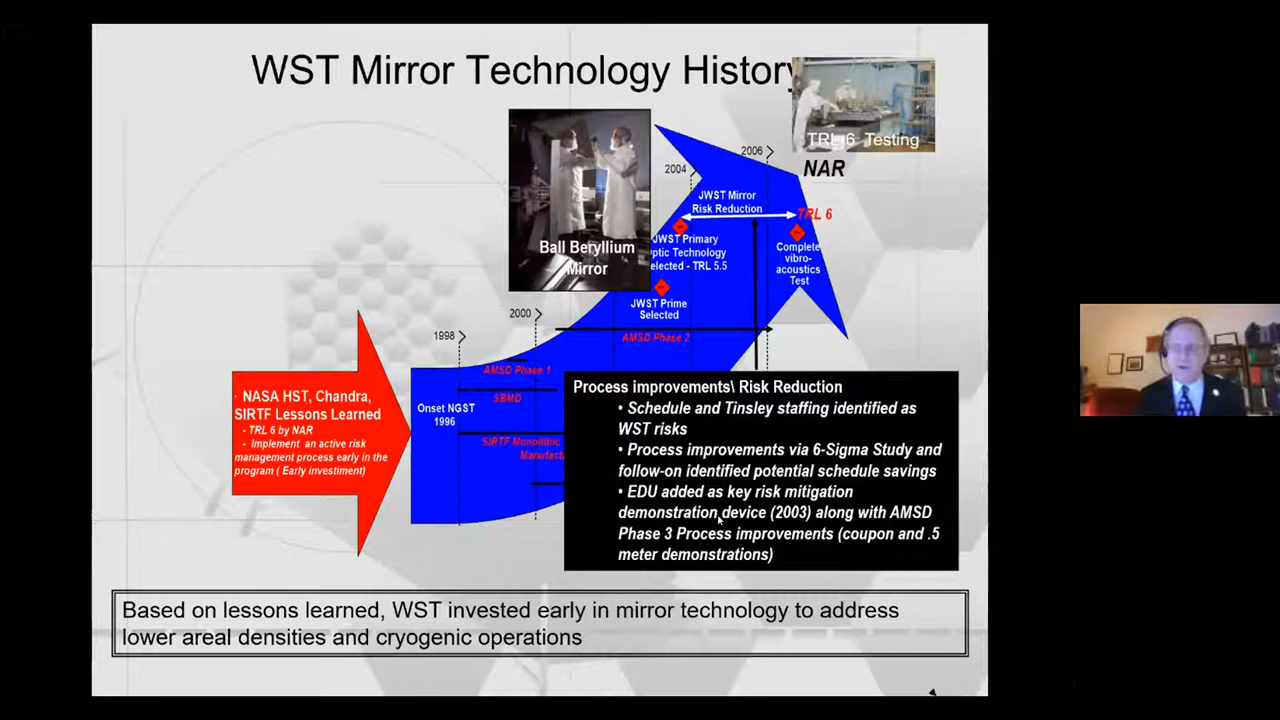 WST Mirror Technology History
TRL 6 Testing
NAR
2006
2004
JWST Mirror
Risk Reduction
TRL 6
Ball Beryllium
Mirror
JWST Primary
ptic Technology
elected - TRL 5.5
Complete
vibro-
acoustics
Test
JWST Prime
Selected
2000
1998
AMSD Phase 2
AMSD Phase 1
SBMD
Onset NGST
1996
SIRTF Monolithic
Manufact
· NASA HST, Chandra,
SIRTF Lessons Learned
- TRL 6 by NAR
- Implement an active risk
management process early in the
program ( Early investiment)
Process improvements\ Risk Reduction
• Schedule and Tinsley staffing identified as
WST risks
• Process improvements via 6-Sigma Study and
follow-on identified potential schedule savings
• EDU added as key risk mitigation
demonstration device (2003) along with AMSD
Phase 3 Process improvements (coupon and .5
meter demonstrations)
Based on lessons learned, WST invested early in mirror technology to address
lower areal densities and cryogenic operations